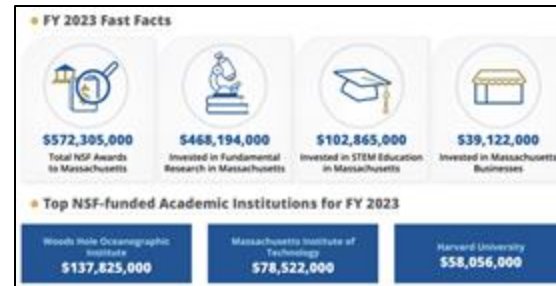 FY 2023 Fast Facts
$572,305,000
Total NSF Awards
to Massachusetts
$468,194,000
Invested in Fundamental
Research in Massachusetts
$102,865,000
Invested in STEM Education
in Massachusetts
$39,122,000
Invested in Massachusetts
Businesses
Top NSF-funded Academic Institutions for FY 2023
Woods Hole Oceanographic
Institute
$137,825,000
Massachusetts Institute of
Technology
$78,522,000
Harvard University
$58,056,000